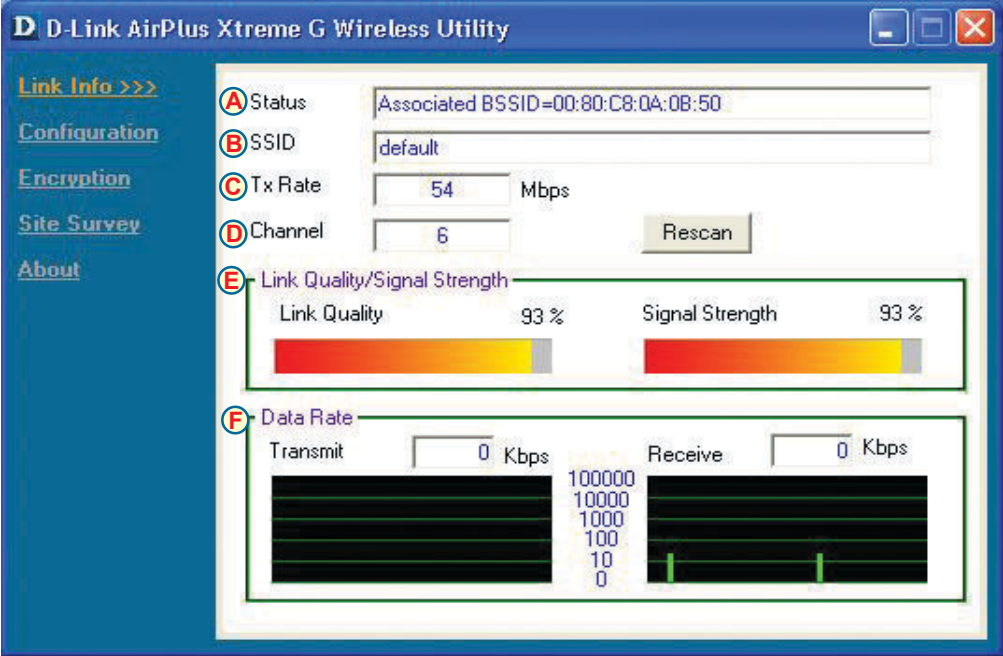 D D-Link AirPlus Xtreme G Wireless Utility
Link Info >>>
Configuration
Encryption
Site Survey
About
A Status Associated BSSID=00:80:C8:0A:0B:50
B SSID default
C Tx Rate 54 Mbps
D Channel 6 Rescan
E Link Quality/Signal Strength
Link Quality 93 % Signal Strength 93 %
F Data Rate
Transmit 0 Kbps Receive 0 Kbps
100000
10000
1000
100
10
0